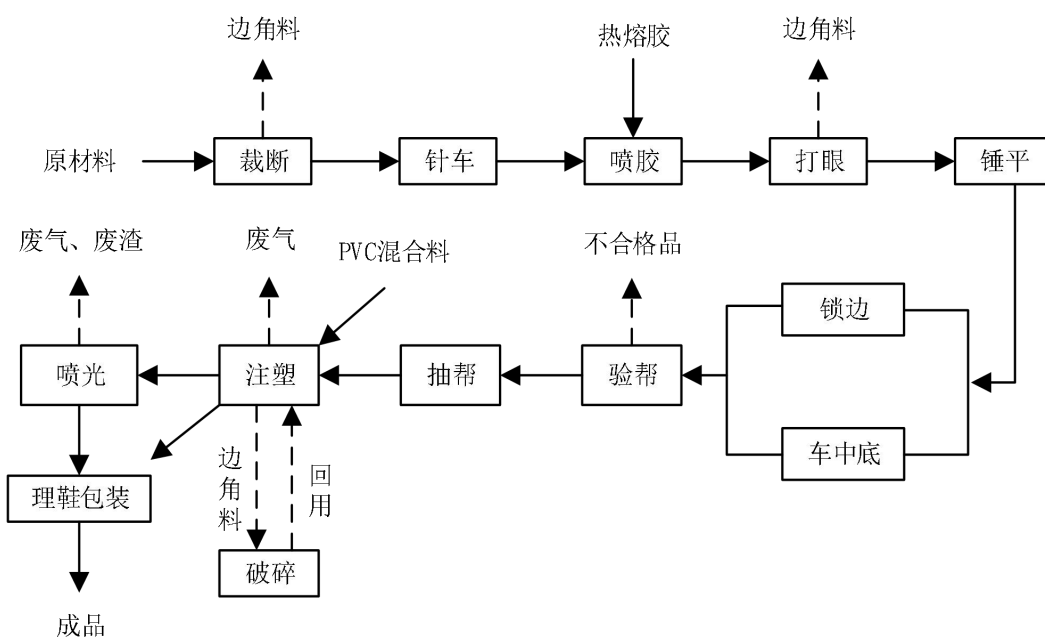 边角料
热熔胶
边角料
原材料
裁断
针车
喷胶
打眼
锤平
废气、废渣
废气
PVC混合料
不合格品
锁边
喷光
注塑
抽帮
验帮
车中底
边角料
回用
理鞋包装
破碎
成品